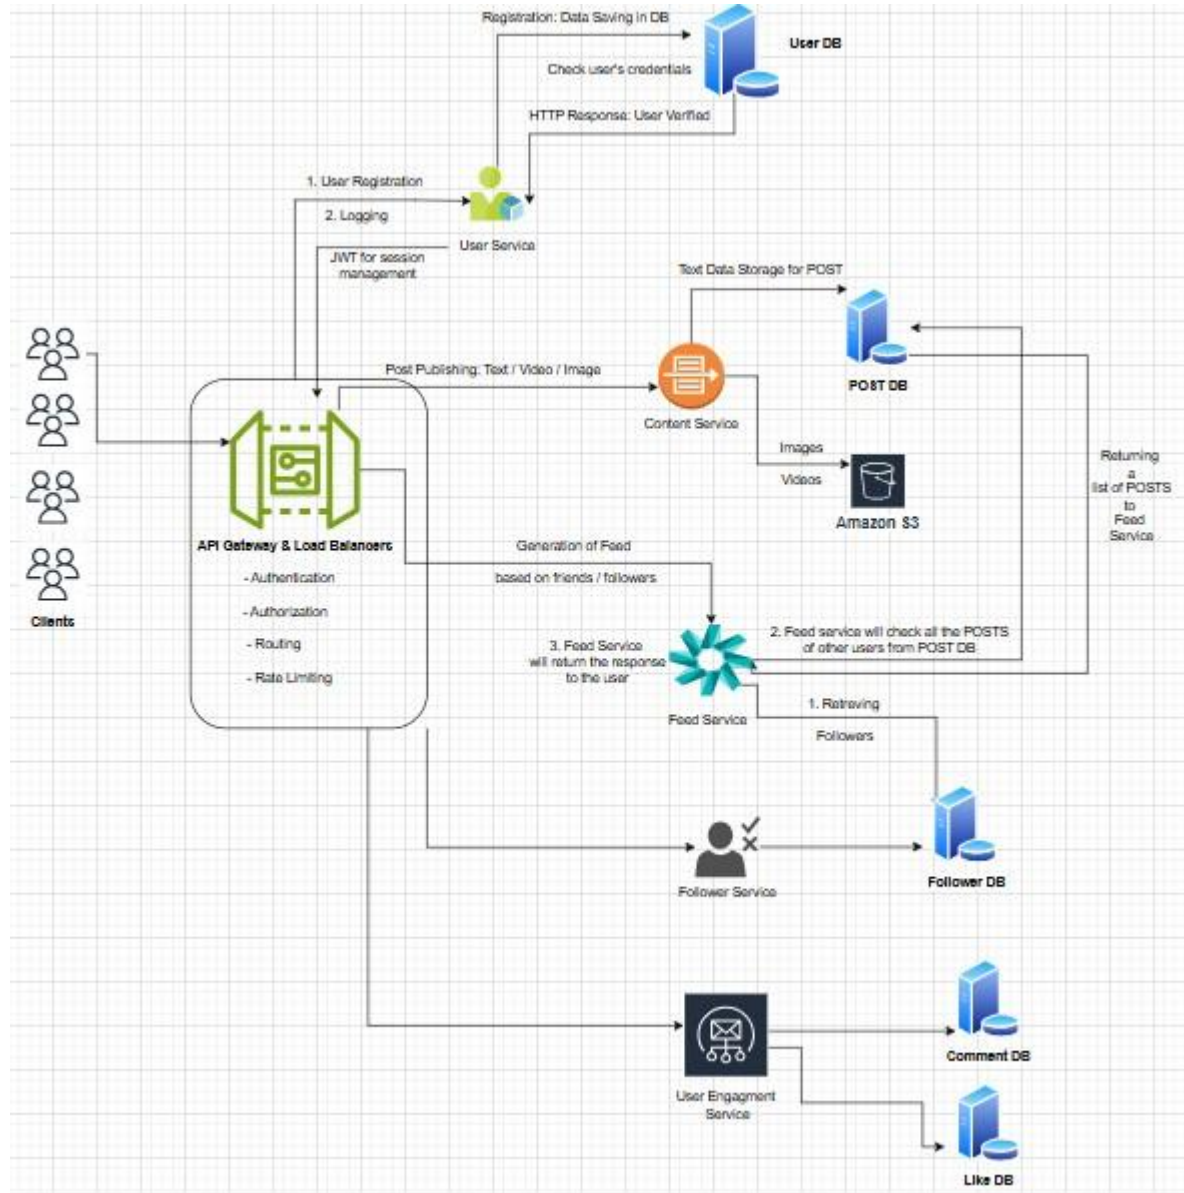 Registration: Data Saving in DB
User DB
Check user's credentials
HTTP Response: User Verified
1. User Registration
2. Logging
User Service
JWT for session
management
Text Data Storage for POST
POST DB
Post Publishing: Text / Video / Image
Content Service
Images
Videos
Amazon S3
Returning
a
list of POSTS
to
Feed
Service
API Gateway & Load Balancers
- Authentication
- Authorization
- Routing
- Rate Limiting
Clients
Generation of Feed
based on friends / followers
3. Feed Service
will return the response
to the user
2. Feed service will check all the POSTS
of other users from POST DB
Feed Service
1. Retreving
Followers
Follower Service
Follower DB
Comment DB
User Engagment
Service
Like DB